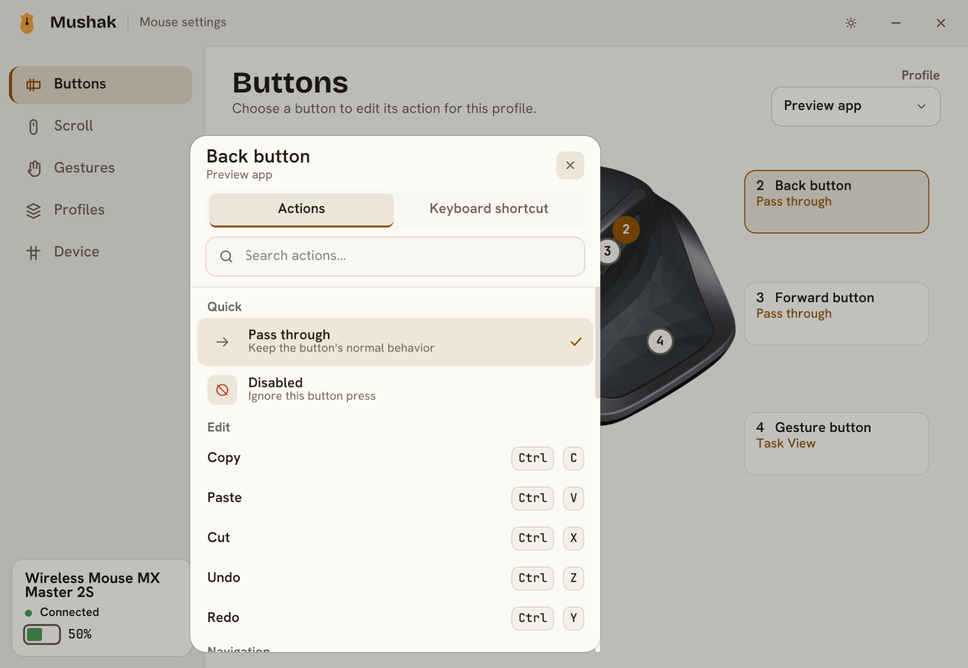 Mushak
Mouse settings
Buttons
Scroll
Gestures
Profiles
Device
Wireless Mouse MX
Master 2S
Connected
50%
Buttons
Choose a button to edit its action for this profile.
Profile
Preview app
2
3
4
2 Back button
Pass through
3 Forward button
Pass through
4 Gesture button
Task View
Back button
Preview app
Actions
Keyboard shortcut
Search actions...
Quick
Pass through
Keep the button's normal behavior
Disabled
Ignore this button press
Edit
Copy Ctrl C
Paste Ctrl V
Cut Ctrl X
Undo Ctrl Z
Redo Ctrl Y
Navigation